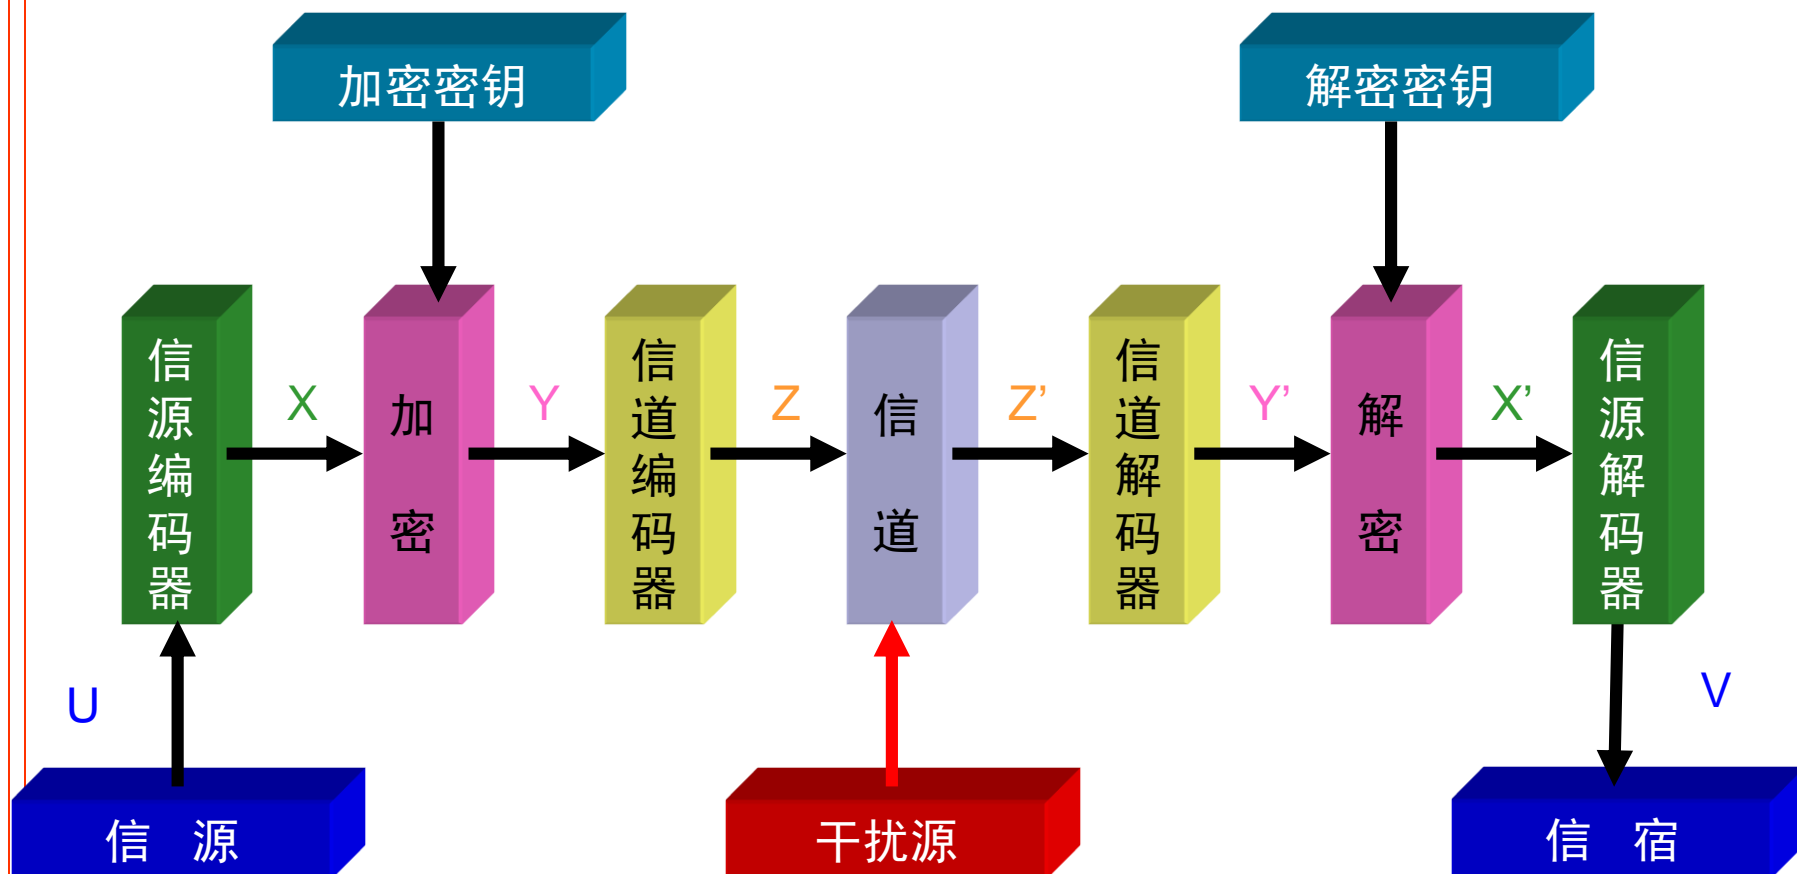 加密密钥
解密密钥
信源编码器
X
加密
Y
信道编码器
Z
信道
Z’
信道解码器
Y’
解密
X’
信源解码器
U
V
信 源
干扰源
信 宿